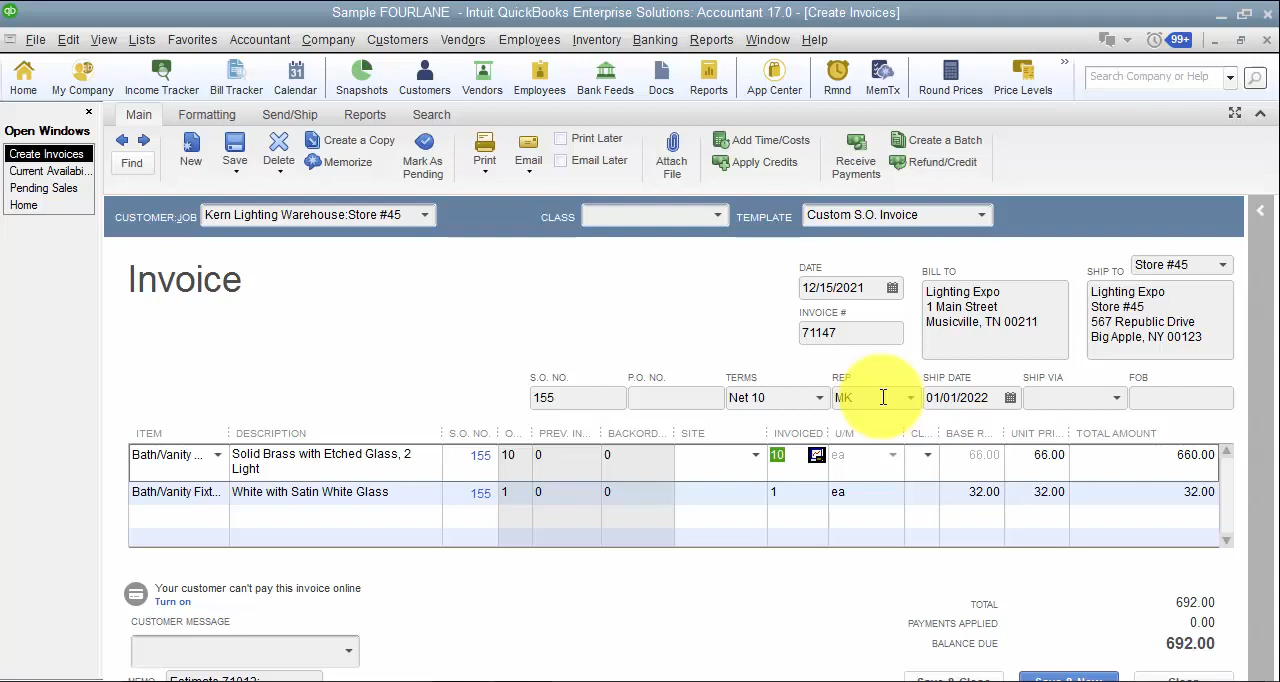 Sample FOURLANE - Intuit QuickBooks Enterprise Solutions: Accountant 17.0 - [Create Invoices]
File Edit View Lists Favorites Accountant Company Customers Vendors Employees Inventory Banking Reports Window Help 99+
Home My Company Income Tracker Bill Tracker Calendar Snapshots Customers Vendors Employees Bank Feeds Docs Reports App Center Rmnd MemTx Round Prices Price Levels Search Company or Help
31
Open Windows
Create Invoices
Current Availabi...
Pending Sales
Home
Main Formatting Send/Ship Reports Search
Find New Save Delete Create a Copy Memorize Mark As Pending Print Email Print Later Email Later Attach File Add Time/Costs Apply Credits Receive Payments Create a Batch Refund/Credit
CUSTOMER:JOB Kern Lighting Warehouse:Store #45 CLASS TEMPLATE Custom S.O. Invoice
Invoice
DATE
12/15/2021
INVOICE #
71147
BILL TO
Lighting Expo
1 Main Street
Musicville, TN 00211
SHIP TO Store #45
Lighting Expo
Store #45
567 Republic Drive
Big Apple, NY 00123
S.O. NO. P.O. NO. TERMS REP SHIP DATE SHIP VIA FOB
155 Net 10 MK 01/01/2022
ITEM DESCRIPTION S.O. NO. O... PREV. IN... BACKORD... SITE INVOICED U/M CL... BASE R... UNIT PRI... TOTAL AMOUNT
Bath/Vanity ... Solid Brass with Etched Glass, 2 155 10 0 0 10 ea 66.00 66.00 660.00
Light
Bath/Vanity Fixt... White with Satin White Glass 155 1 0 0 1 ea 32.00 32.00 32.00
Your customer can't pay this invoice online
Turn on
CUSTOMER MESSAGE
TOTAL 692.00
PAYMENTS APPLIED 0.00
BALANCE DUE 692.00
MEMO Estimate 71012:
Save & Close Save & New Clear